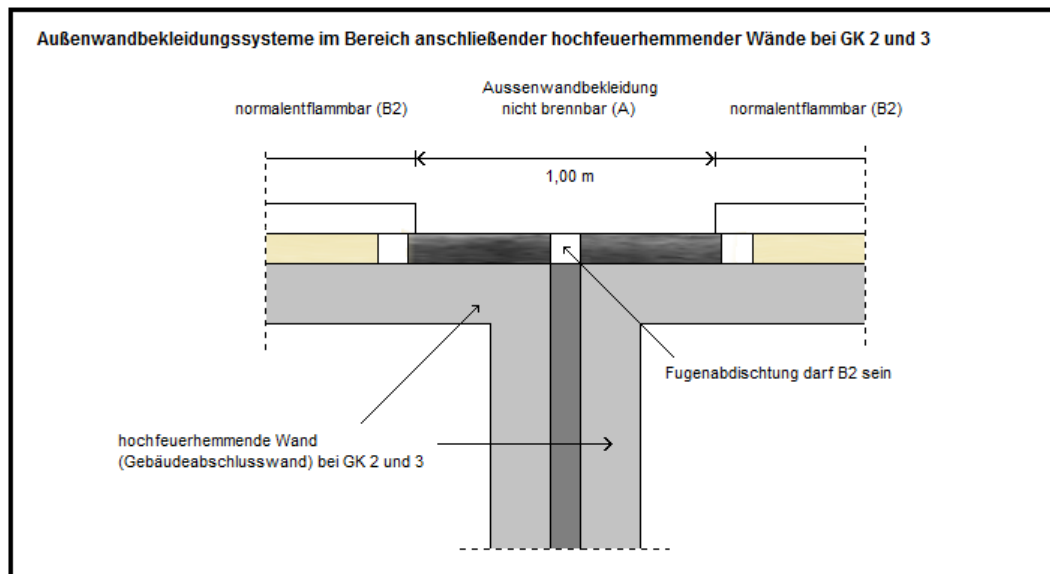 Außenwandbekleidungssysteme im Bereich anschließender hochfeuerhemmender Wände bei GK 2 und 3
Aussenwandbekleidung
normalentflammbar (B2)
nicht brennbar (A)
normalentflammbar (B2)
1,00 m
Fugenabdischtung darf B2 sein
hochfeuerhemmende Wand
(Gebäudeabschlusswand) bei GK 2 und 3